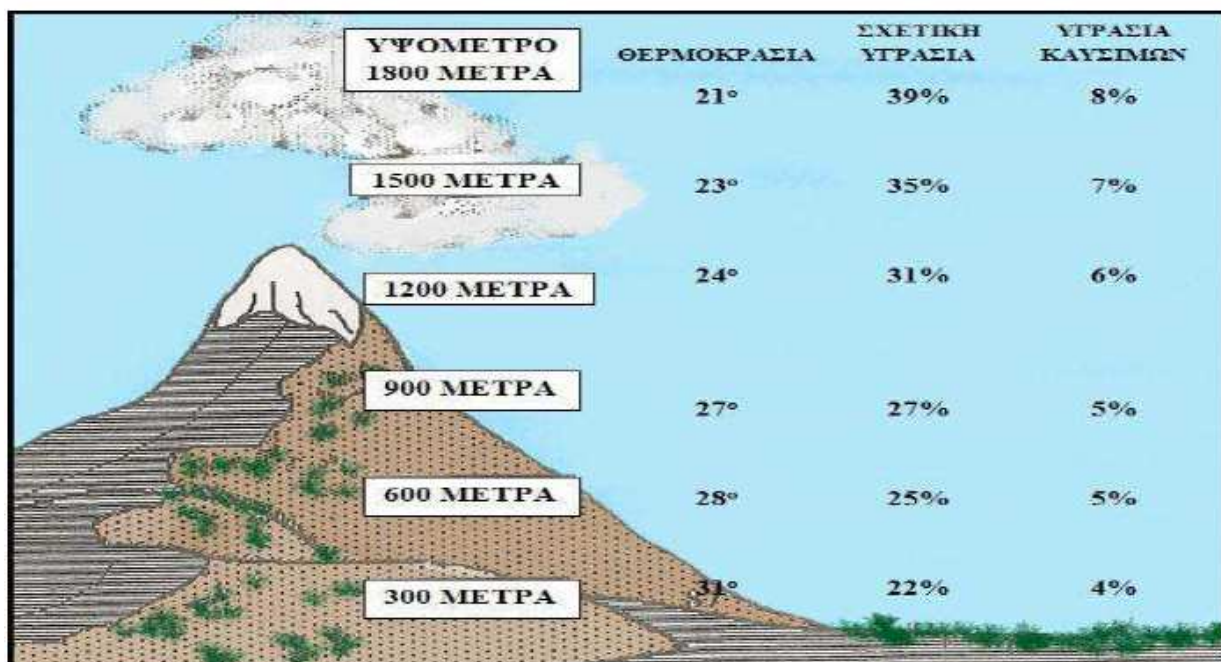 ΥΨΟΜΕΤΡΟ
1800 ΜΕΤΡΑ
ΘΕΡΜΟΚΡΑΣΙΑ
ΣΧΕΤΙΚΗ
ΥΓΡΑΣΙΑ
ΥΓΡΑΣΙΑ
ΚΑΥΣΙΜΩΝ
21° 39% 8%
1500 ΜΕΤΡΑ 23° 35% 7%
1200 ΜΕΤΡΑ 24° 31% 6%
900 ΜΕΤΡΑ 27° 27% 5%
600 ΜΕΤΡΑ 28° 25% 5%
300 ΜΕΤΡΑ 31° 22% 4%